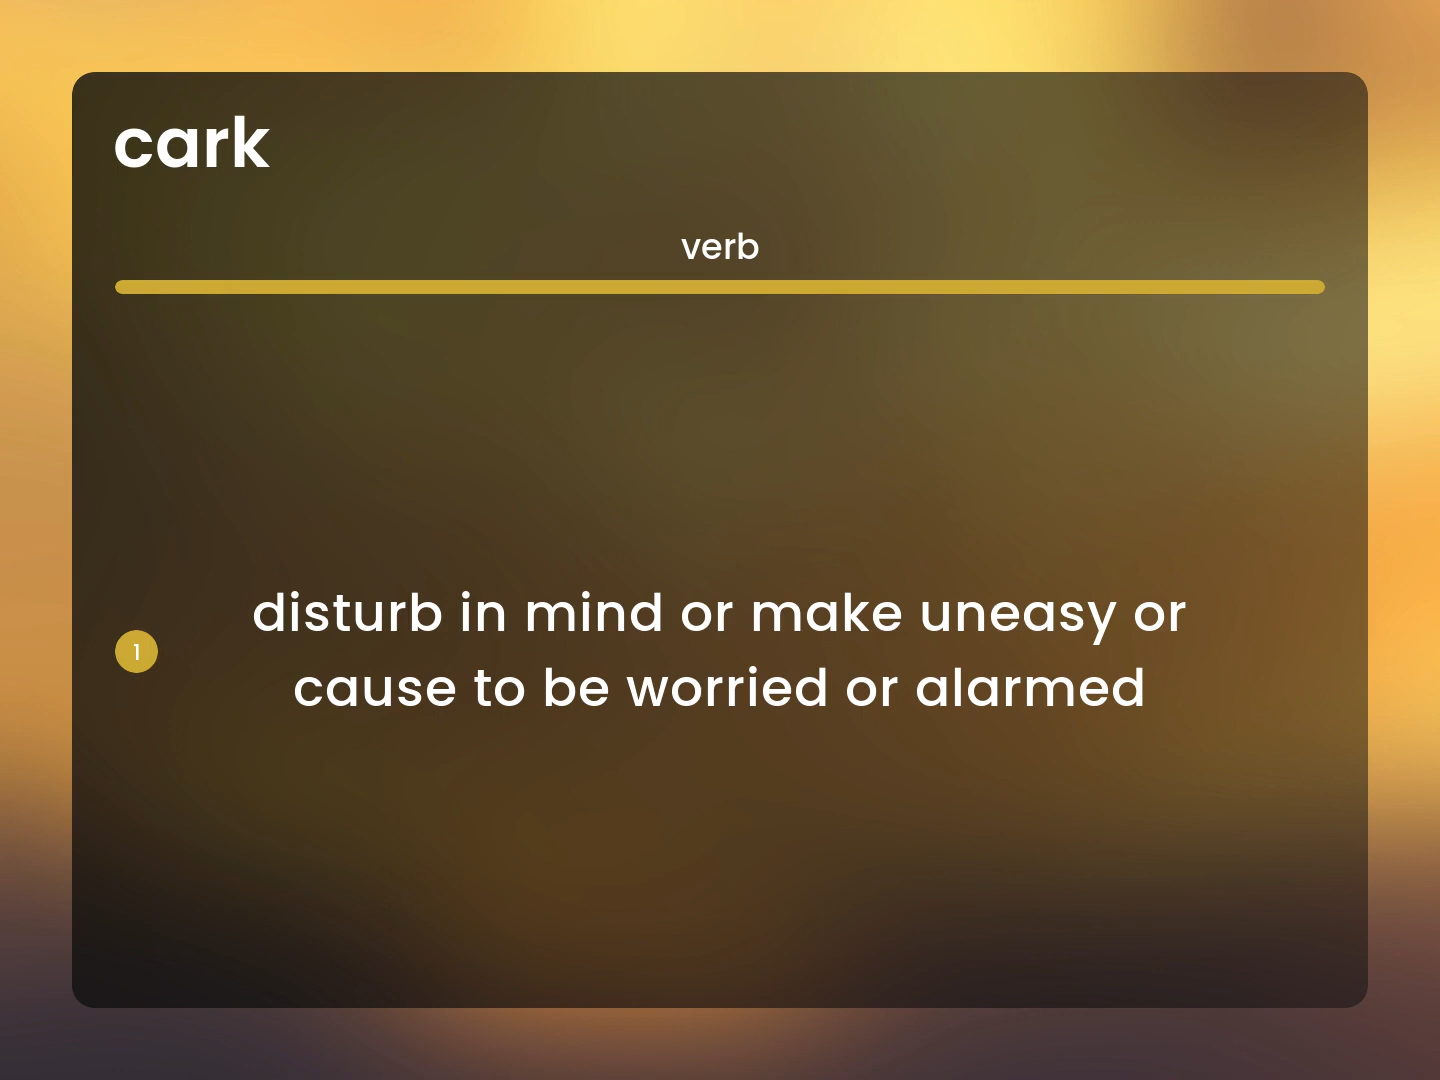 cark
verb
1
disturb in mind or make uneasy or
cause to be worried or alarmed